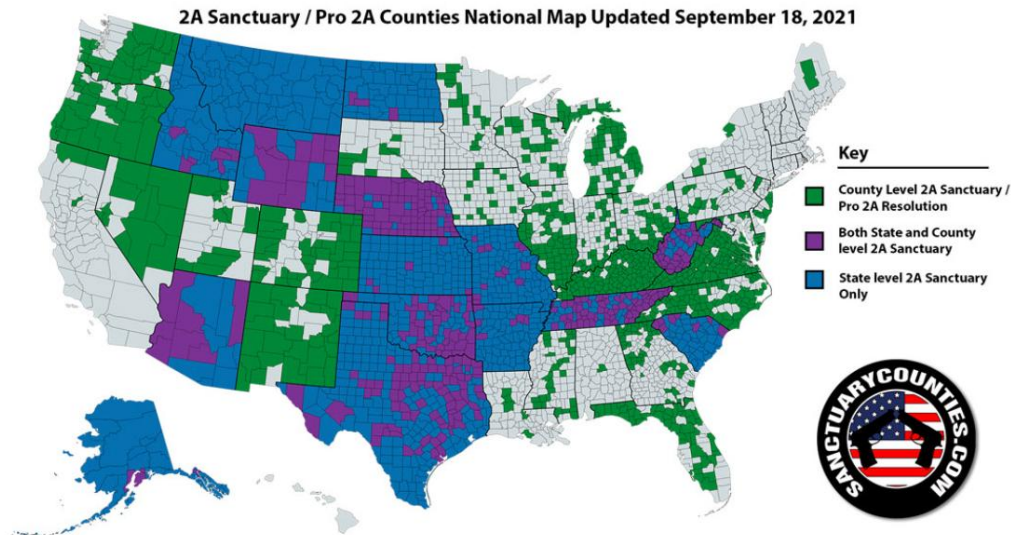 2A Sanctuary / Pro 2A Counties National Map Updated September 18, 2021
Key
County Level 2A Sanctuary /
Pro 2A Resolution
Both State and County
level 2A Sanctuary
State level 2A Sanctuary
Only
SANCTUARYCOUNTIES.COM